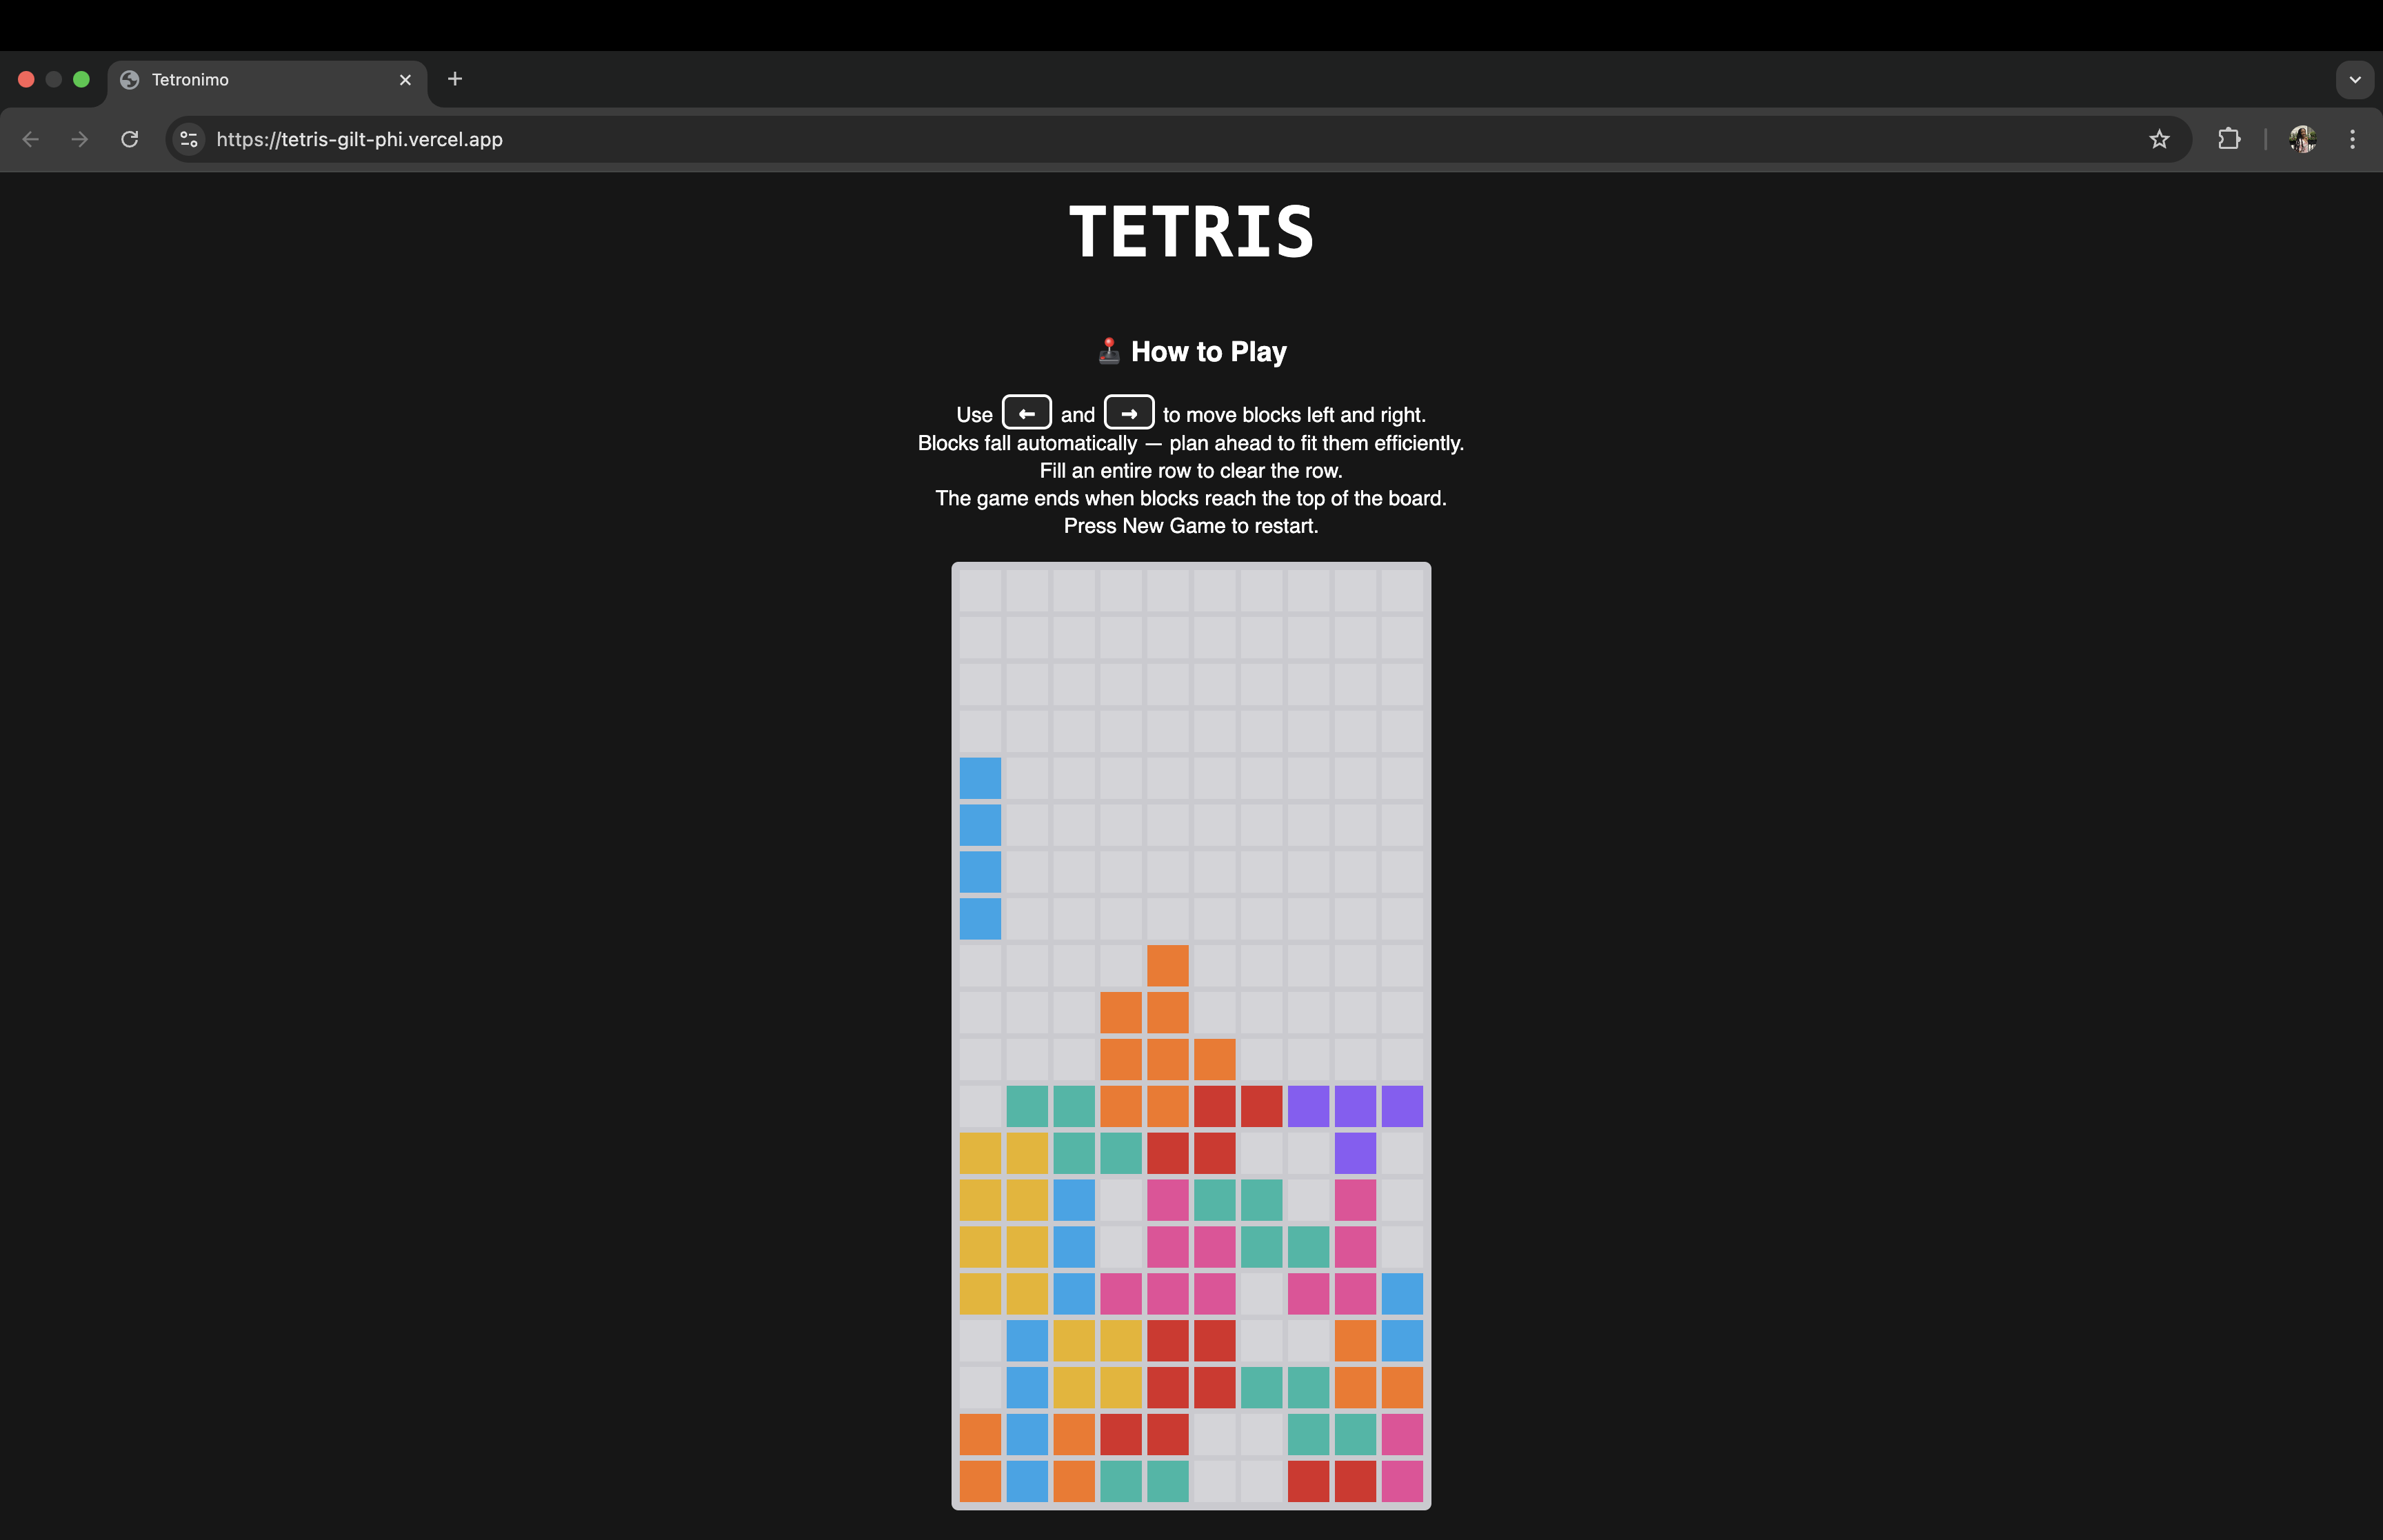 Tetronimo
https://tetris-gilt-phi.vercel.app
TETRIS
How to Play
Use ← and → to move blocks left and right.
Blocks fall automatically — plan ahead to fit them efficiently.
Fill an entire row to clear the row.
The game ends when blocks reach the top of the board.
Press New Game to restart.